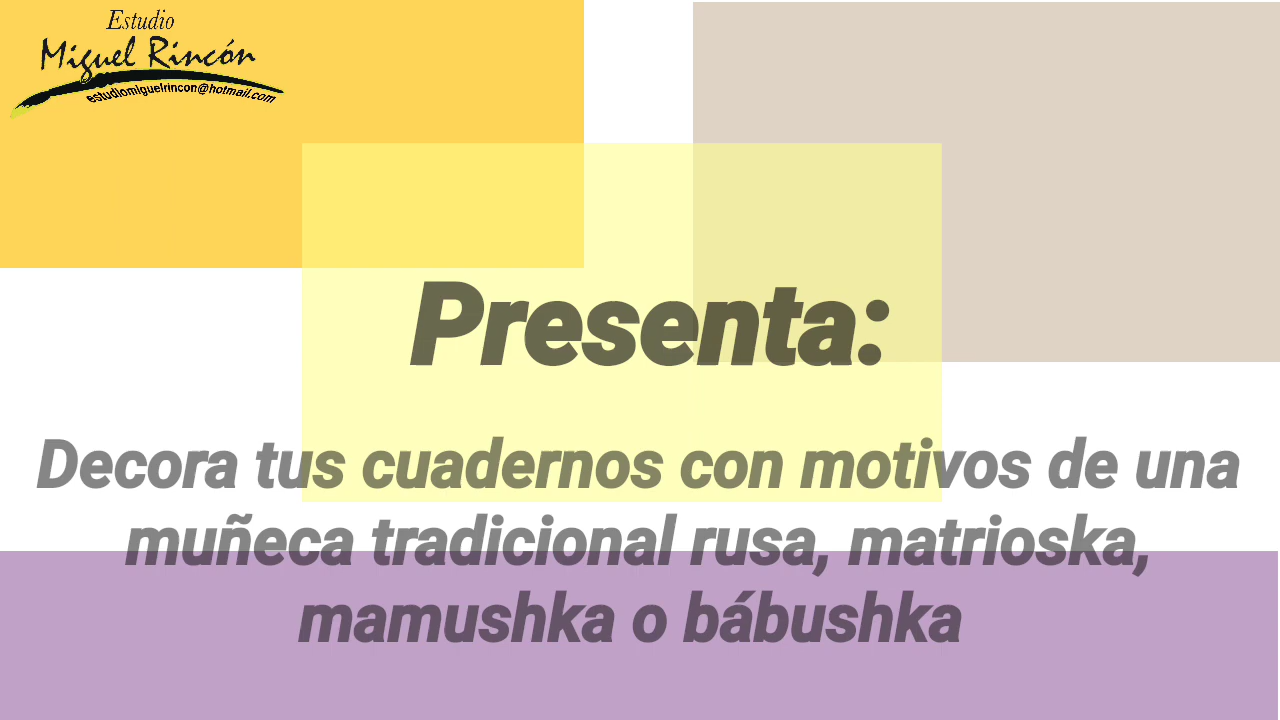 Estudio
Miguel Rincón
estudiomiguelrincon@hotmail.com
Presenta:
Decora tus cuadernos con motivos de una
muñeca tradicional rusa, matrioska,
mamushka o bábushka